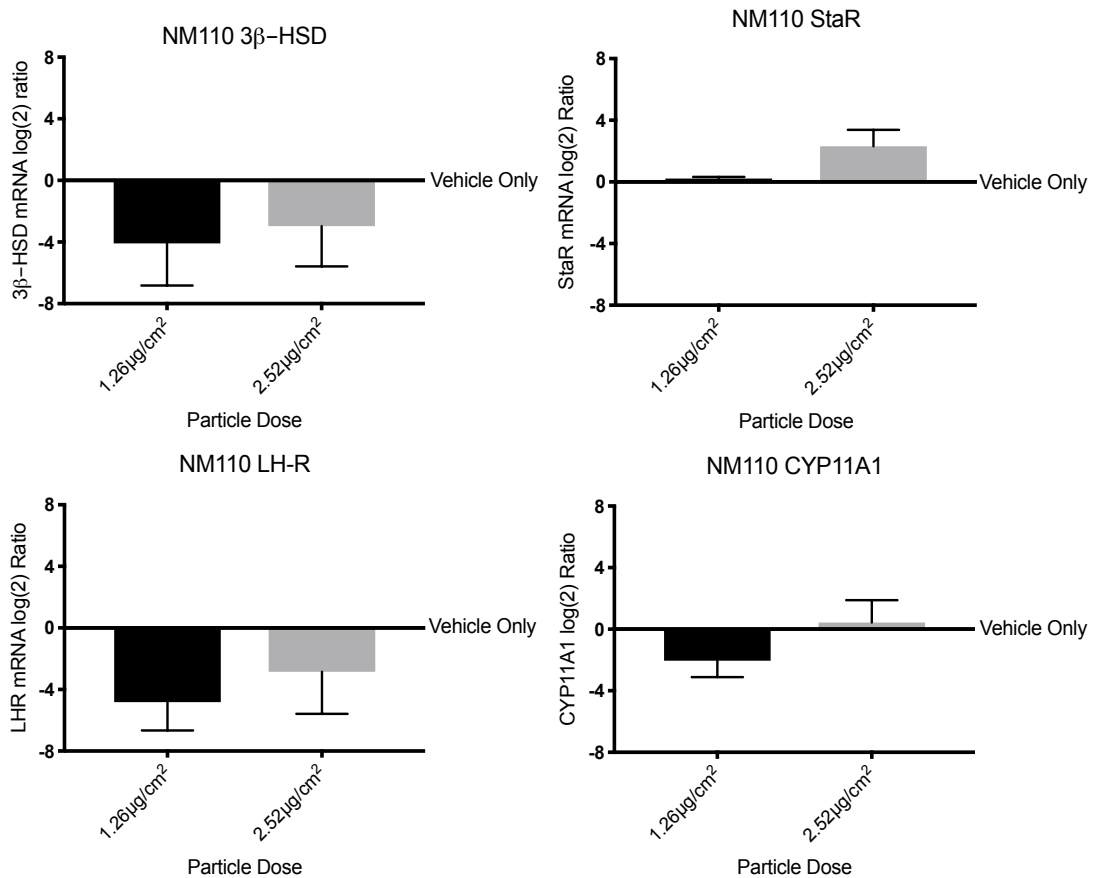 NM110 3β−HSD
3β−HSD mRNA log(2) ratio
8
4
0
-4
-8
Vehicle Only
1.26µg/cm²
2.52µg/cm²
Particle Dose
NM110 StaR
StaR mRNA log(2) Ratio
8
4
0
-4
-8
Vehicle Only
1.26µg/cm²
2.52µg/cm²
Particle Dose
NM110 LH-R
LHR mRNA log(2) Ratio
8
4
0
-4
-8
Vehicle Only
1.26µg/cm²
2.52µg/cm²
Particle Dose
NM110 CYP11A1
CYP11A1 log(2) Ratio
8
4
0
-4
-8
Vehicle Only
1.26µg/cm²
2.52µg/cm²
Particle Dose